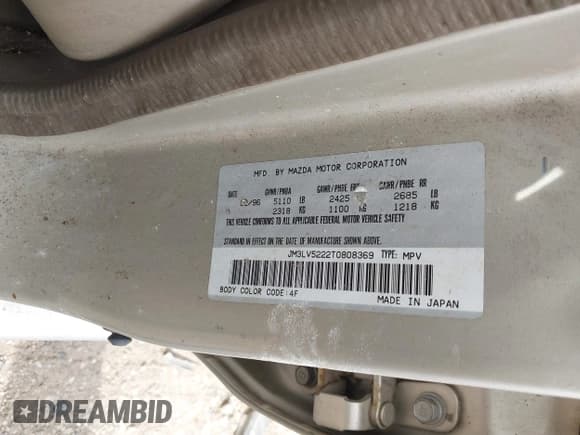 MFD. BY MAZDA MOTOR CORPORATION
DATE GVWR/PNBV GAWR/PNBE FRT GAWR/PNBE RR
/96 5110 LB 2425 2685 LB
2318 KG 1100 KG 1218 KG
THIS VEHICLE CONFORMS TO ALL APPLICABLE FEDERAL MOTOR VEHICLE SAFETY
STANDARD IN EFFECT ON THE DATE OF MANUFACTURE SHOWN ABOVE.
JM3LV5222T0808369 TYPE: MPV
BODY COLOR CODE:4F MADE IN JAPAN
DREAMBID